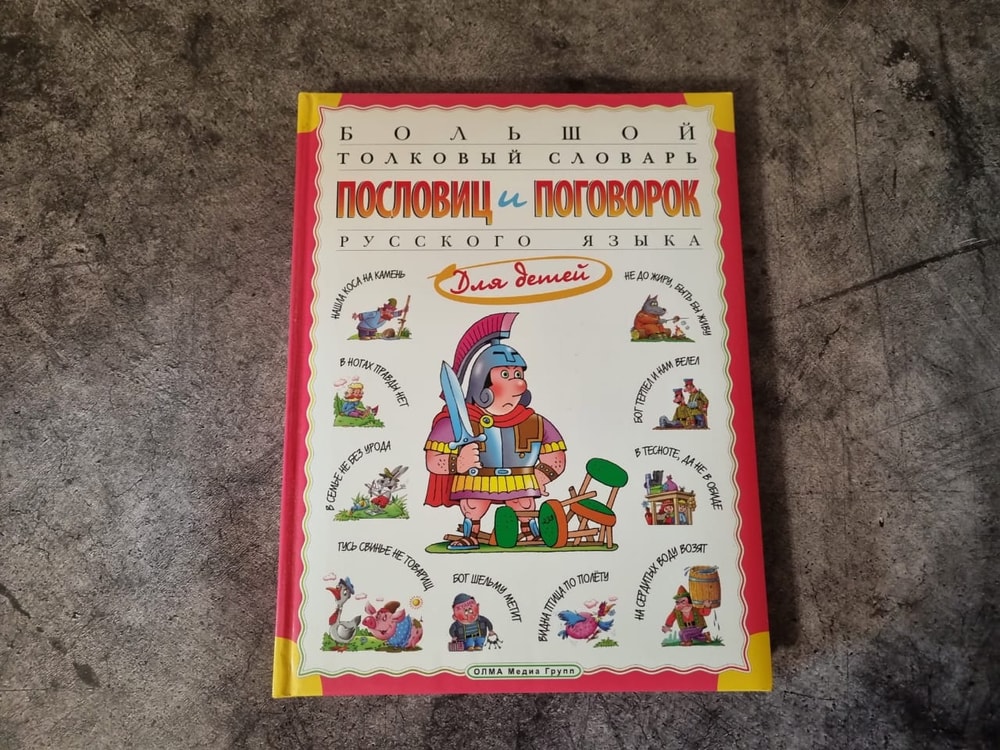 БОЛЬШОЙ
ТОЛКОВЫЙ СЛОВАРЬ
ПОСЛОВИЦ и ПОГОВОРОК
РУССКОГО ЯЗЫКА
Для детей
НАШЛА КОСА НА КАМЕНЬ
НЕ ДО ЖИРУ, БЫТЬ БЫ ЖИВУ
В НОГАХ ПРАВДЫ НЕТ
БОГ ТЕРПЕЛ И НАМ ВЕЛЕЛ
В СЕМЬЕ НЕ БЕЗ УРОДА
В ТЕСНОТЕ, ДА НЕ В ОБИДЕ
ГУСЬ СВИНЬЕ НЕ ТОВАРИЩ
БОГ ШЕЛЬМУ МЕТИТ
ВИДНА ПТИЦА ПО ПОЛЁТУ
НА СЕРДИТЫХ ВОДУ ВОЗЯТ
ОЛМА Медиа Групп